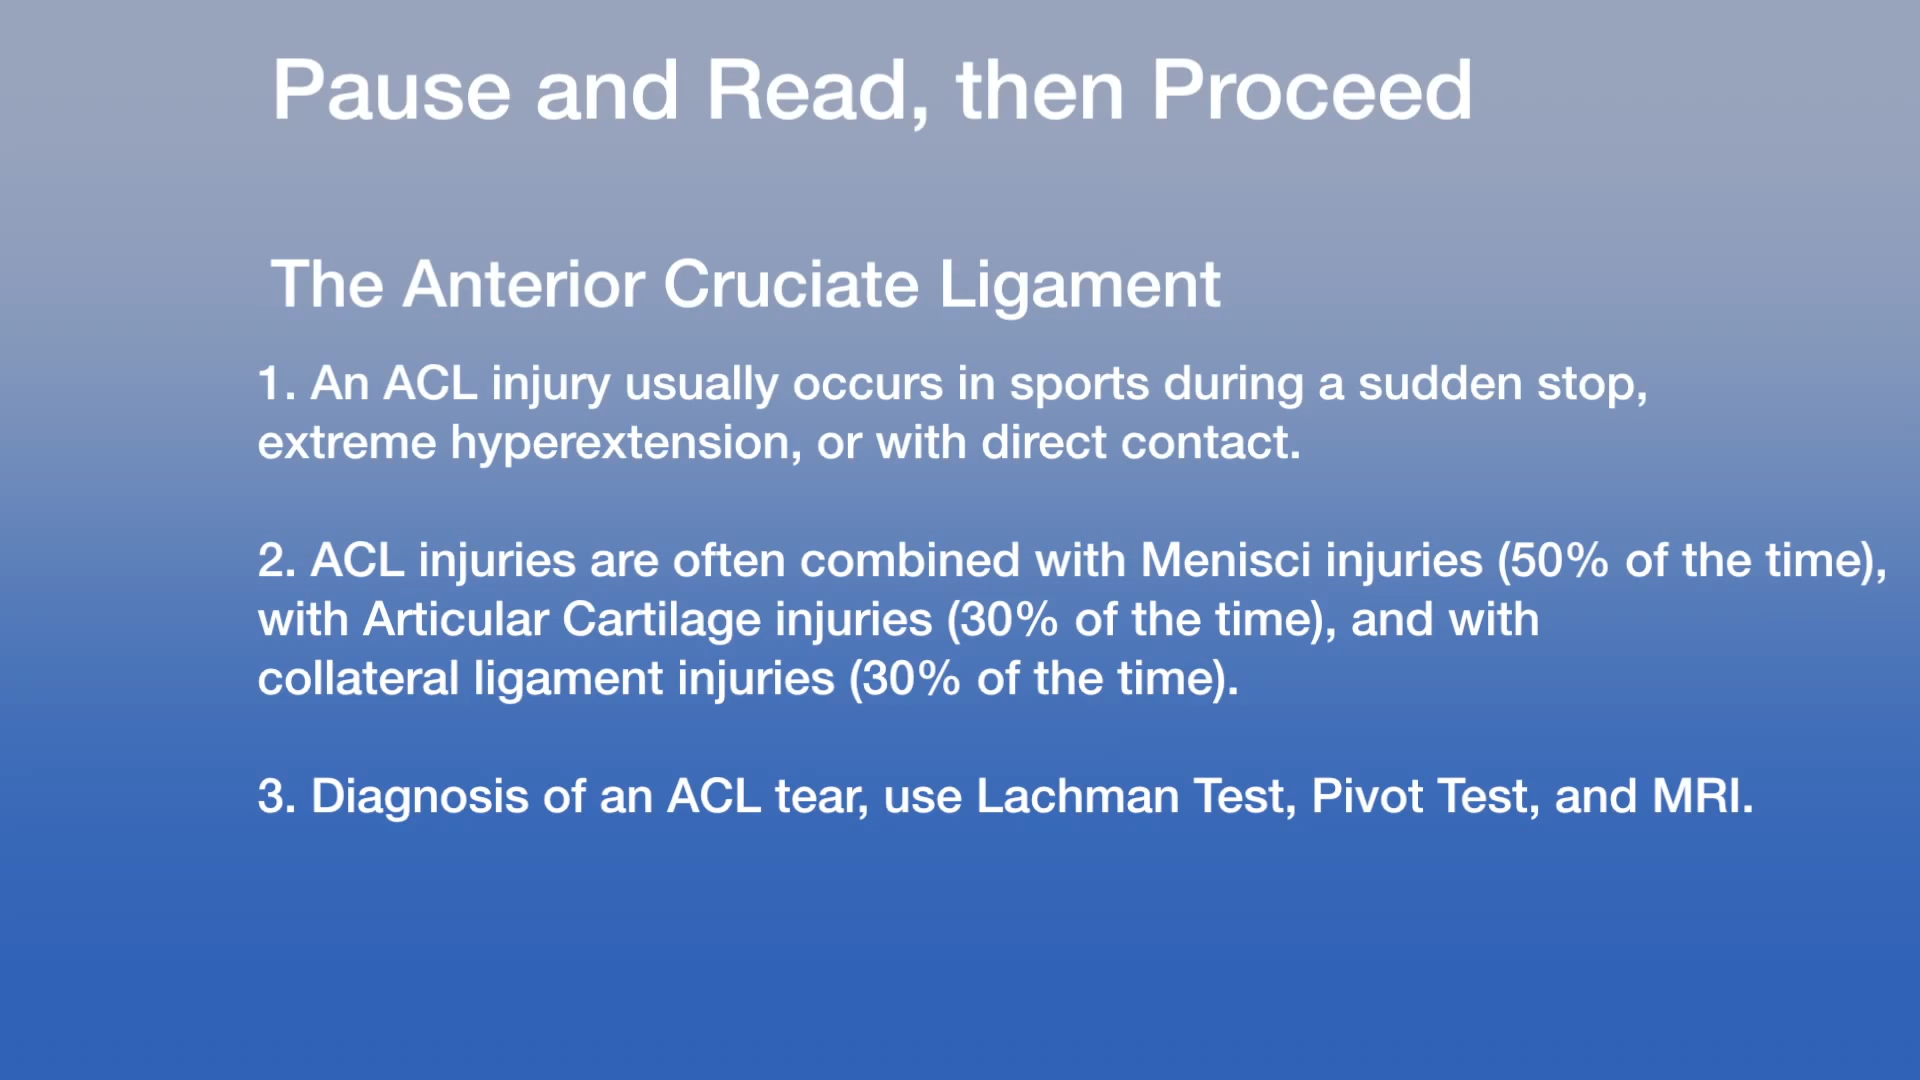 Pause and Read, then Proceed
The Anterior Cruciate Ligament
1. An ACL injury usually occurs in sports during a sudden stop,
extreme hyperextension, or with direct contact.
2. ACL injuries are often combined with Menisci injuries (50% of the time),
with Articular Cartilage injuries (30% of the time), and with
collateral ligament injuries (30% of the time).
3. Diagnosis of an ACL tear, use Lachman Test, Pivot Test, and MRI.